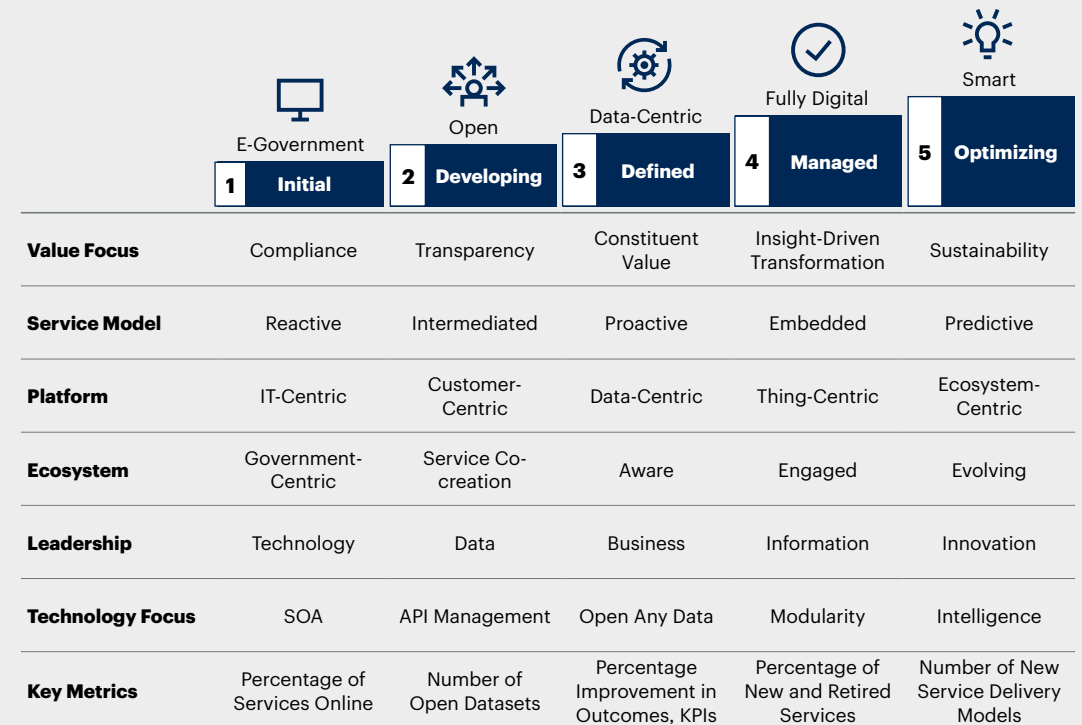 E-Government
Open
Data-Centric
Fully Digital
Smart
1 Initial
2 Developing
3 Defined
4 Managed
5 Optimizing
Value Focus
Compliance
Transparency
Constituent
Value
Insight-Driven
Transformation
Sustainability
Service Model
Reactive
Intermediated
Proactive
Embedded
Predictive
Platform
IT-Centric
Customer-
Centric
Data-Centric
Thing-Centric
Ecosystem-
Centric
Ecosystem
Government-
Centric
Service Co-
creation
Aware
Engaged
Evolving
Leadership
Technology
Data
Business
Information
Innovation
Technology Focus
SOA
API Management
Open Any Data
Modularity
Intelligence
Key Metrics
Percentage of
Services Online
Number of
Open Datasets
Percentage
Improvement in
Outcomes, KPIs
Percentage of
New and Retired
Services
Number of New
Service Delivery
Models